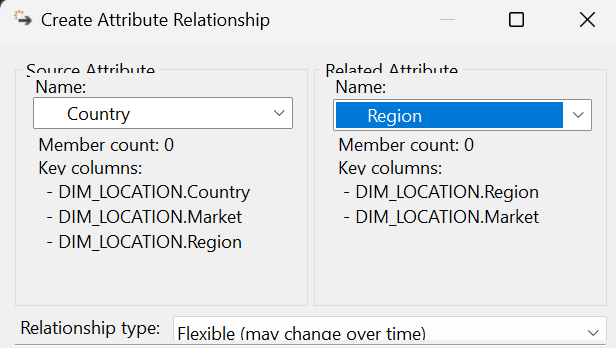 Create Attribute Relationship
Source Attribute
Name:
Country
Member count: 0
Key columns:
- DIM_LOCATION.Country
- DIM_LOCATION.Market
- DIM_LOCATION.Region
Related Attribute
Name:
Region
Member count: 0
Key columns:
- DIM_LOCATION.Region
- DIM_LOCATION.Market
Relationship type: Flexible (may change over time)